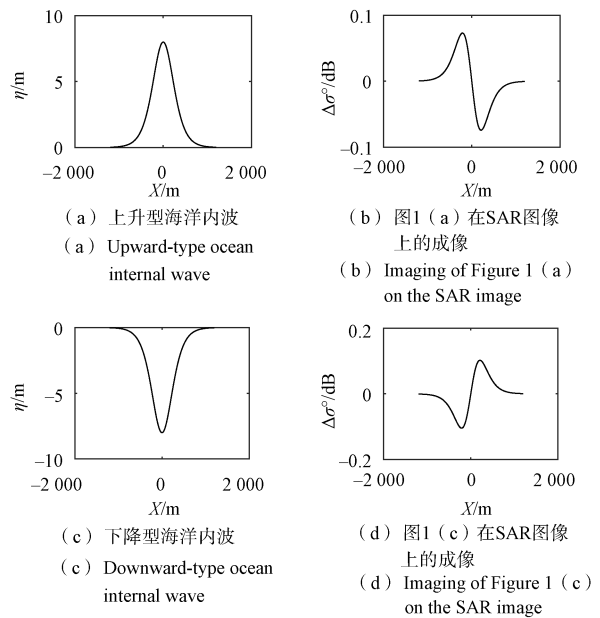 10
5
0
η/m
−2 000
0
2 000
X/m
(a) 上升型海洋内波
(a) Upward-type ocean
internal wave
0.1
0
−0.1
Δσ°/dB
−2 000
0
2 000
X/m
(b) 图1(a)在SAR图像
上的成像
(b) Imaging of Figure 1(a)
on the SAR image
0
−5
−10
η/m
−2 000
0
2 000
X/m
(c) 下降型海洋内波
(c) Downward-type ocean
internal wave
0.2
0
−0.2
Δσ°/dB
−2 000
0
2 000
X/m
(d) 图1(c)在SAR图像
上的成像
(d) Imaging of Figure 1(c)
on the SAR image